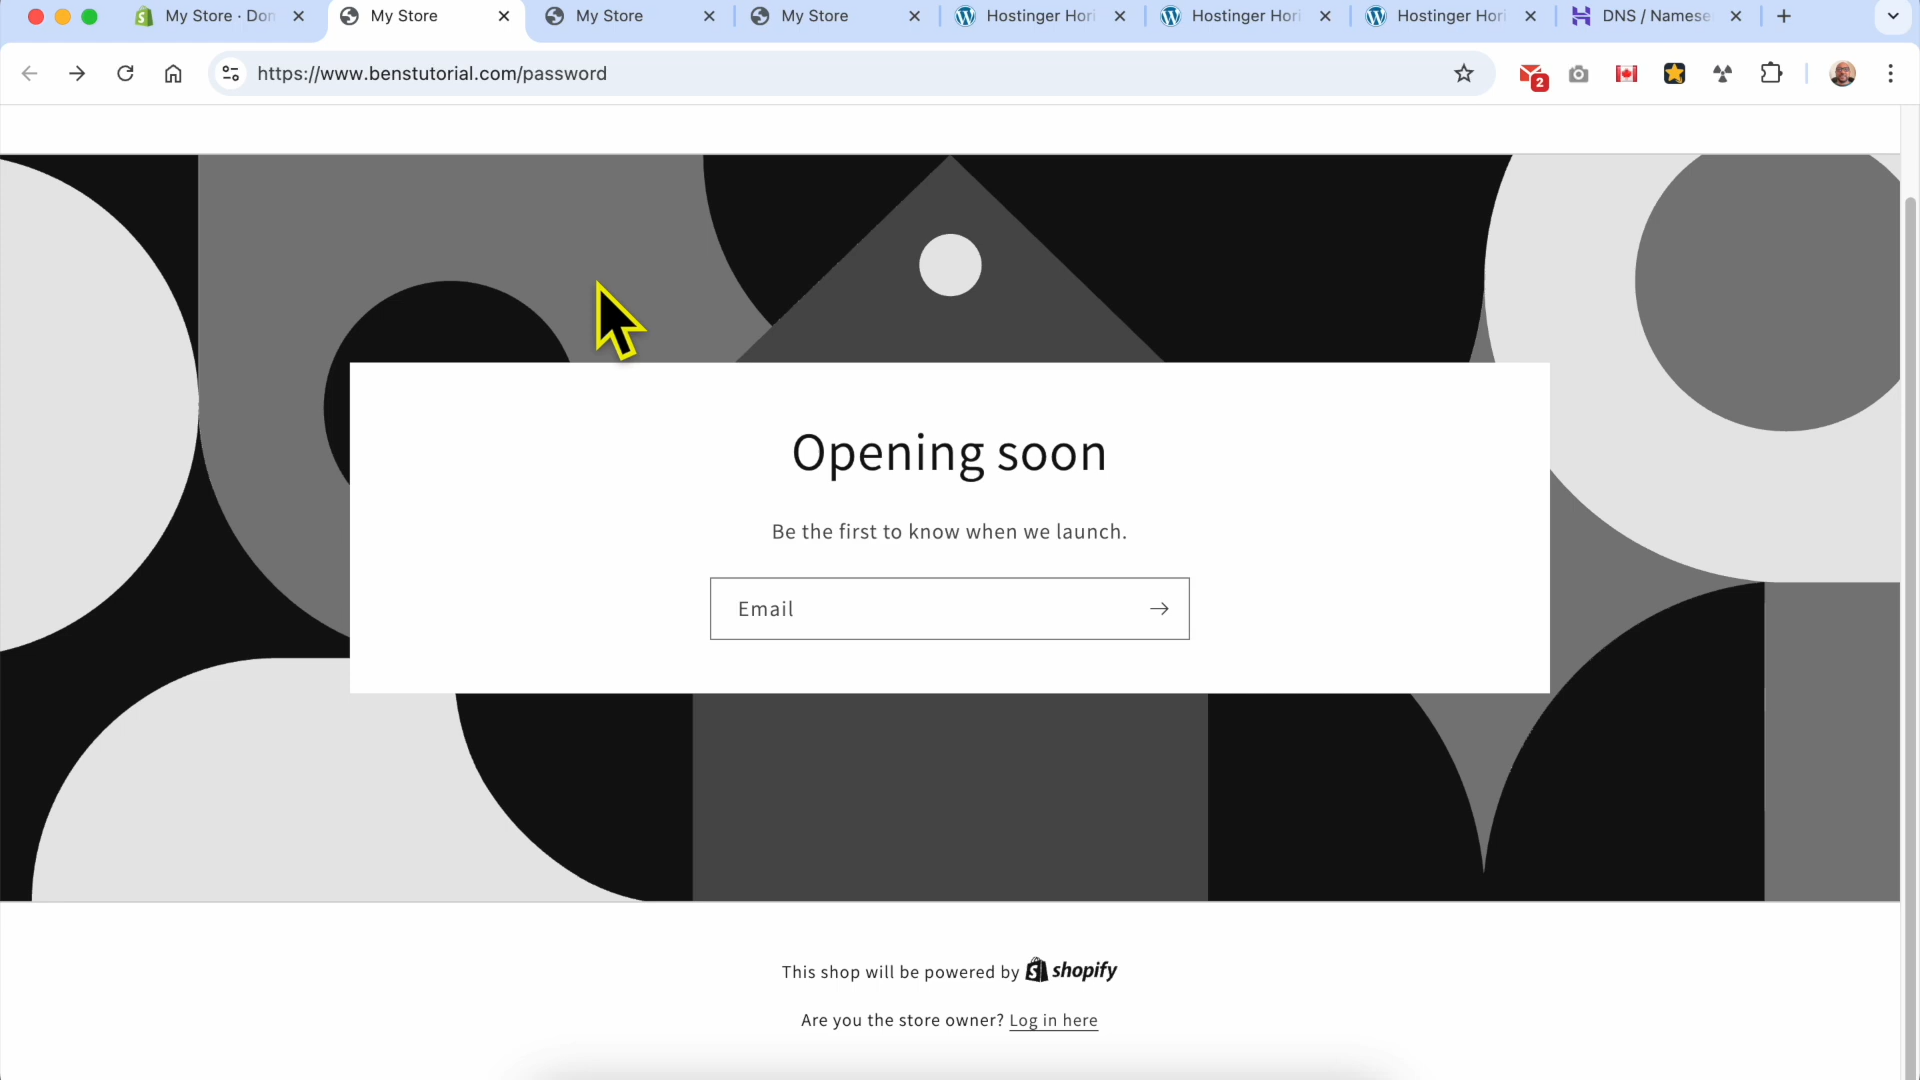 My Store · Dom
My Store
My Store
My Store
Hostinger Hori
Hostinger Hori
Hostinger Hori
DNS / Namese
https://www.benstutorial.com/password
2
Opening soon
Be the first to know when we launch.
Email
This shop will be powered by shopify
Are you the store owner? Log in here